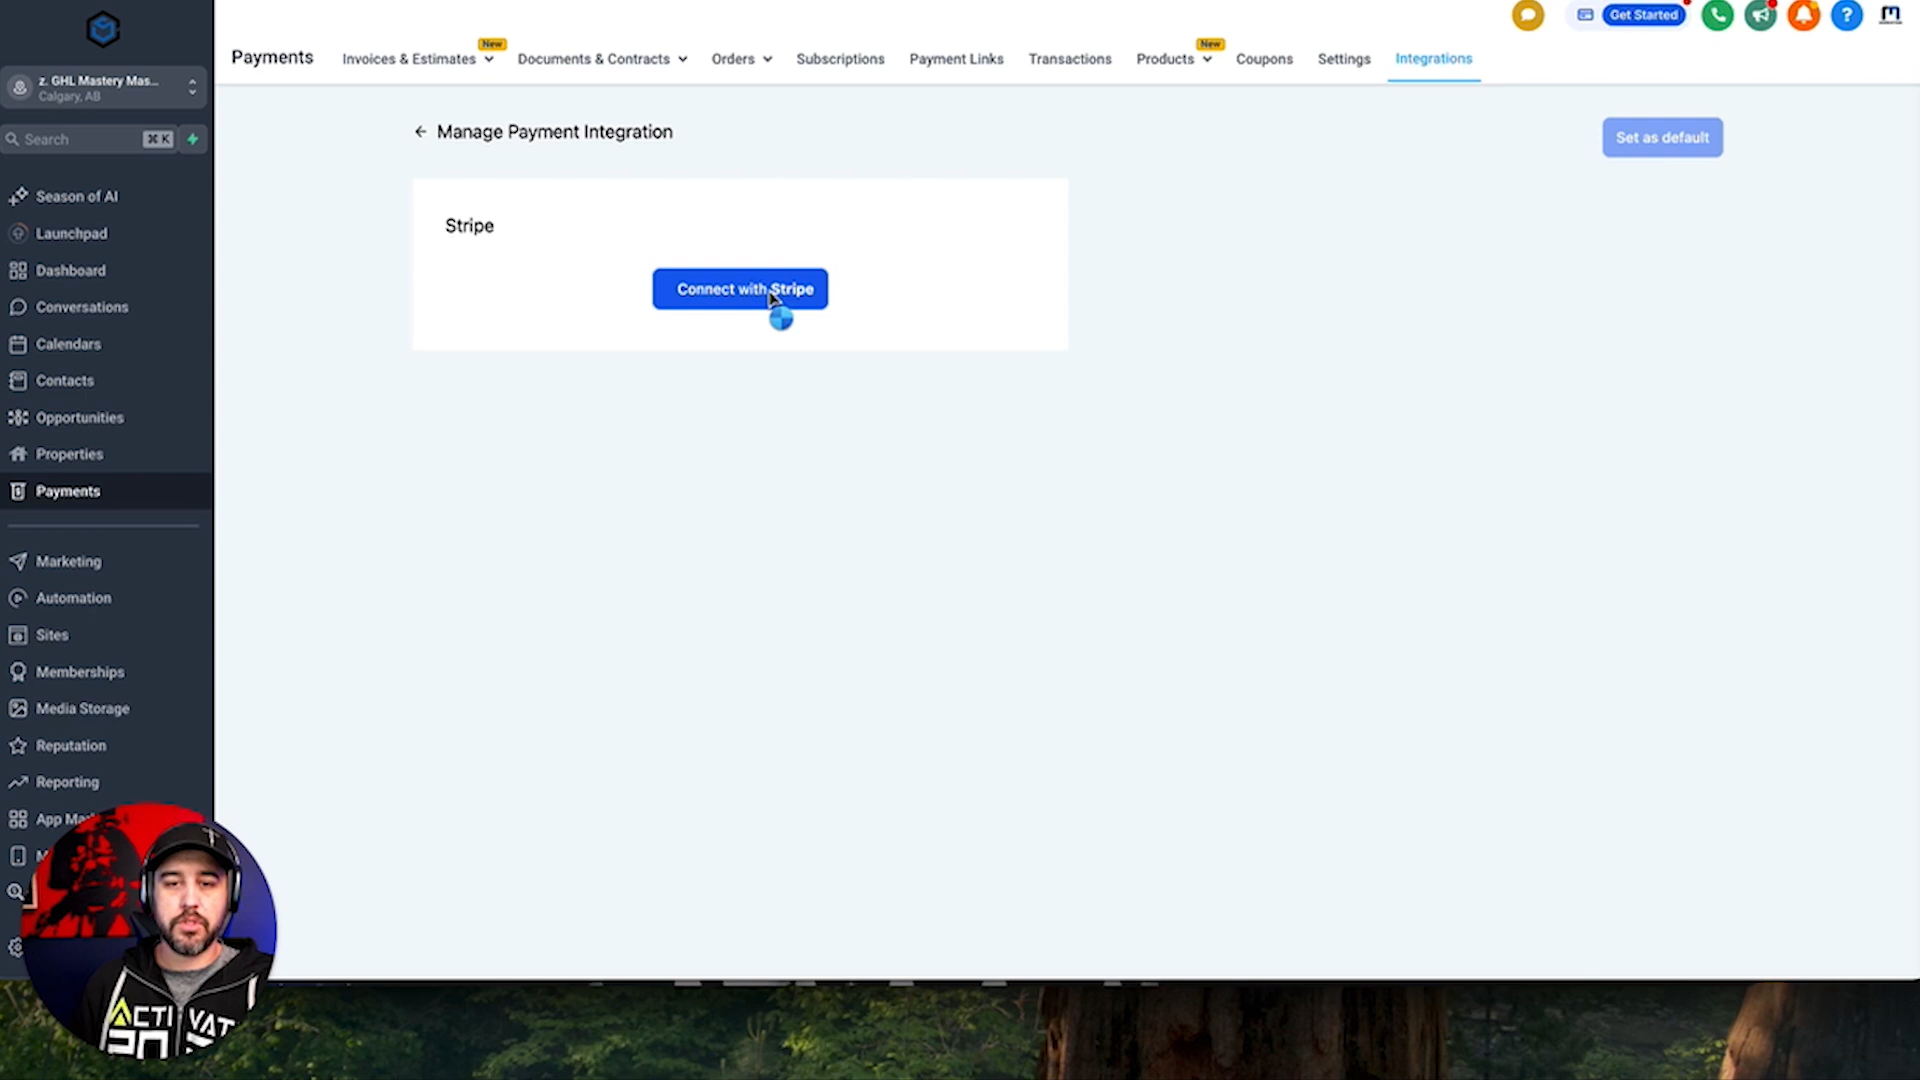 z. GHL Mastery Mas...
Calgary, AB
Search
⌘ K
Season of AI
Launchpad
Dashboard
Conversations
Calendars
Contacts
Opportunities
Properties
Payments
Marketing
Automation
Sites
Memberships
Media Storage
Reputation
Reporting
App Ma
M
Get Started
?
Payments
Invoices & Estimates
New
Documents & Contracts
Orders
Subscriptions
Payment Links
Transactions
Products
New
Coupons
Settings
Integrations
← Manage Payment Integration
Set as default
Stripe
Connect with Stripe